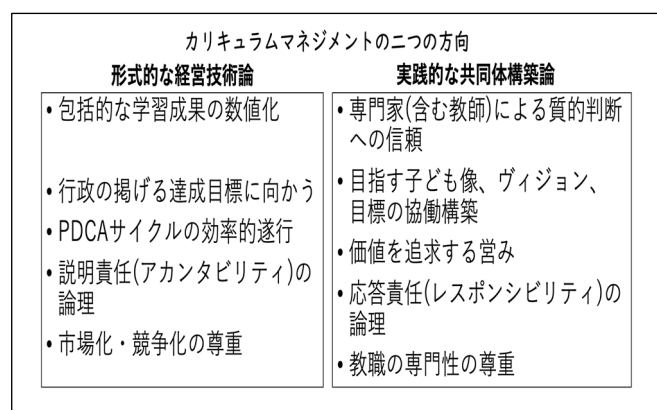 カリキュラムマネジメントの二つの方向
形式的な経営技術論
• 包括的な学習成果の数値化
• 行政の掲げる達成目標に向かう
• PDCAサイクルの効率的遂行
• 説明責任(アカンタビリティ)の
論理
• 市場化・競争化の尊重
実践的な共同体構築論
• 専門家(含む教師)による質的判断
への信頼
• 目指す子ども像、ヴィジョン、
目標の協働構築
• 価値を追求する営み
• 応答責任(レスポンシビリティ)の
論理
• 教職の専門性の尊重